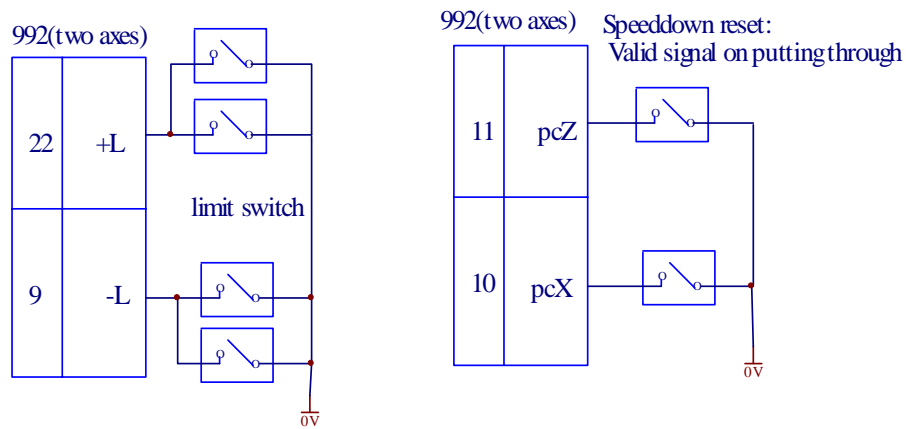 992(two axes)
22 +L
limit switch
9 -L
0V
992(two axes)
Speeddown reset:
Valid signal on putting through
11 pcZ
10 pcX
0V